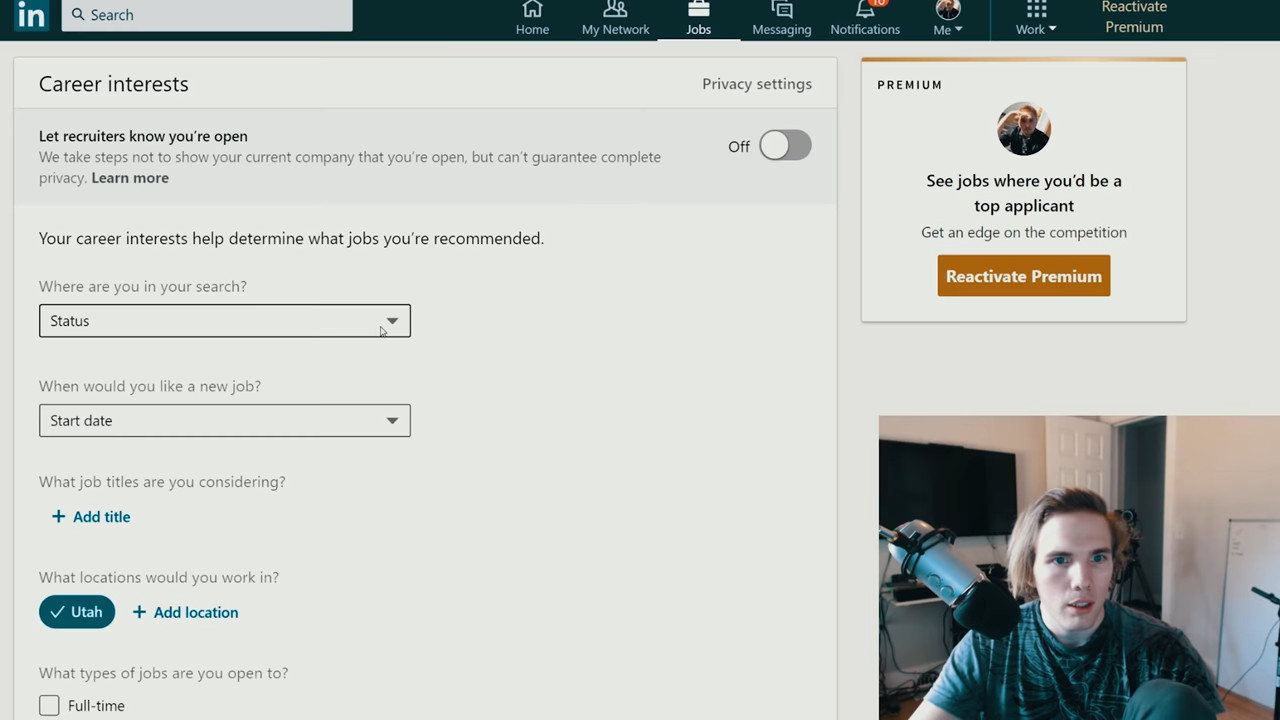 in
Search
Home
My Network
Jobs
Messaging
10
Notifications
Me
Work
Reactivate
Premium
Career interests
Privacy settings
Let recruiters know you're open
We take steps not to show your current company that you're open, but can't guarantee complete
privacy. Learn more
Off
Your career interests help determine what jobs you're recommended.
Where are you in your search?
Status
When would you like a new job?
Start date
What job titles are you considering?
+ Add title
What locations would you work in?
Utah
+ Add location
What types of jobs are you open to?
Full-time
PREMIUM
See jobs where you'd be a
top applicant
Get an edge on the competition
Reactivate Premium